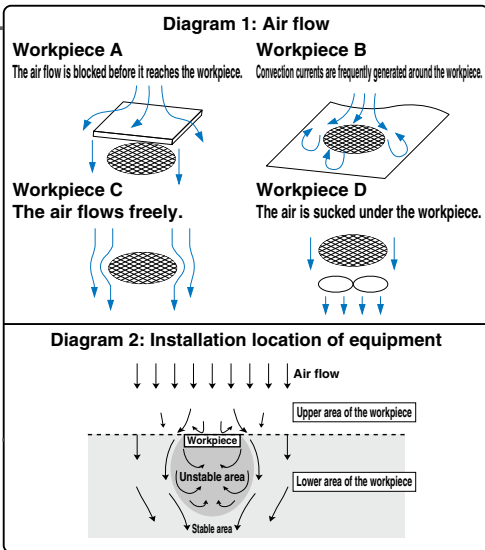 Diagram 1: Air flow
Workpiece A
The air flow is blocked before it reaches the workpiece.
Workpiece B
Convection currents are frequently generated around the workpiece.
Workpiece C
The air flows freely.
Workpiece D
The air is sucked under the workpiece.
Diagram 2: Installation location of equipment
Air flow
Upper area of the workpiece
Workpiece
Unstable area
Lower area of the workpiece
Stable area